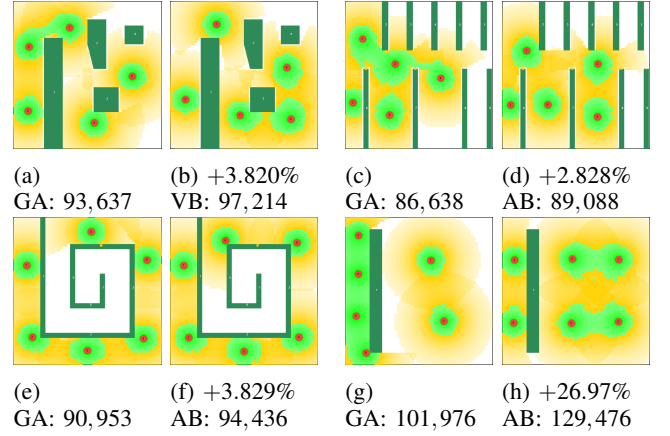 (a) (b) +3.820% (c) (d) +2.828%
GA: 93,637 VB: 97,214 GA: 86,638 AB: 89,088
(e) (f) +3.829% (g) (h) +26.97%
GA: 90,953 AB: 94,436 GA: 101,976 AB: 129,476